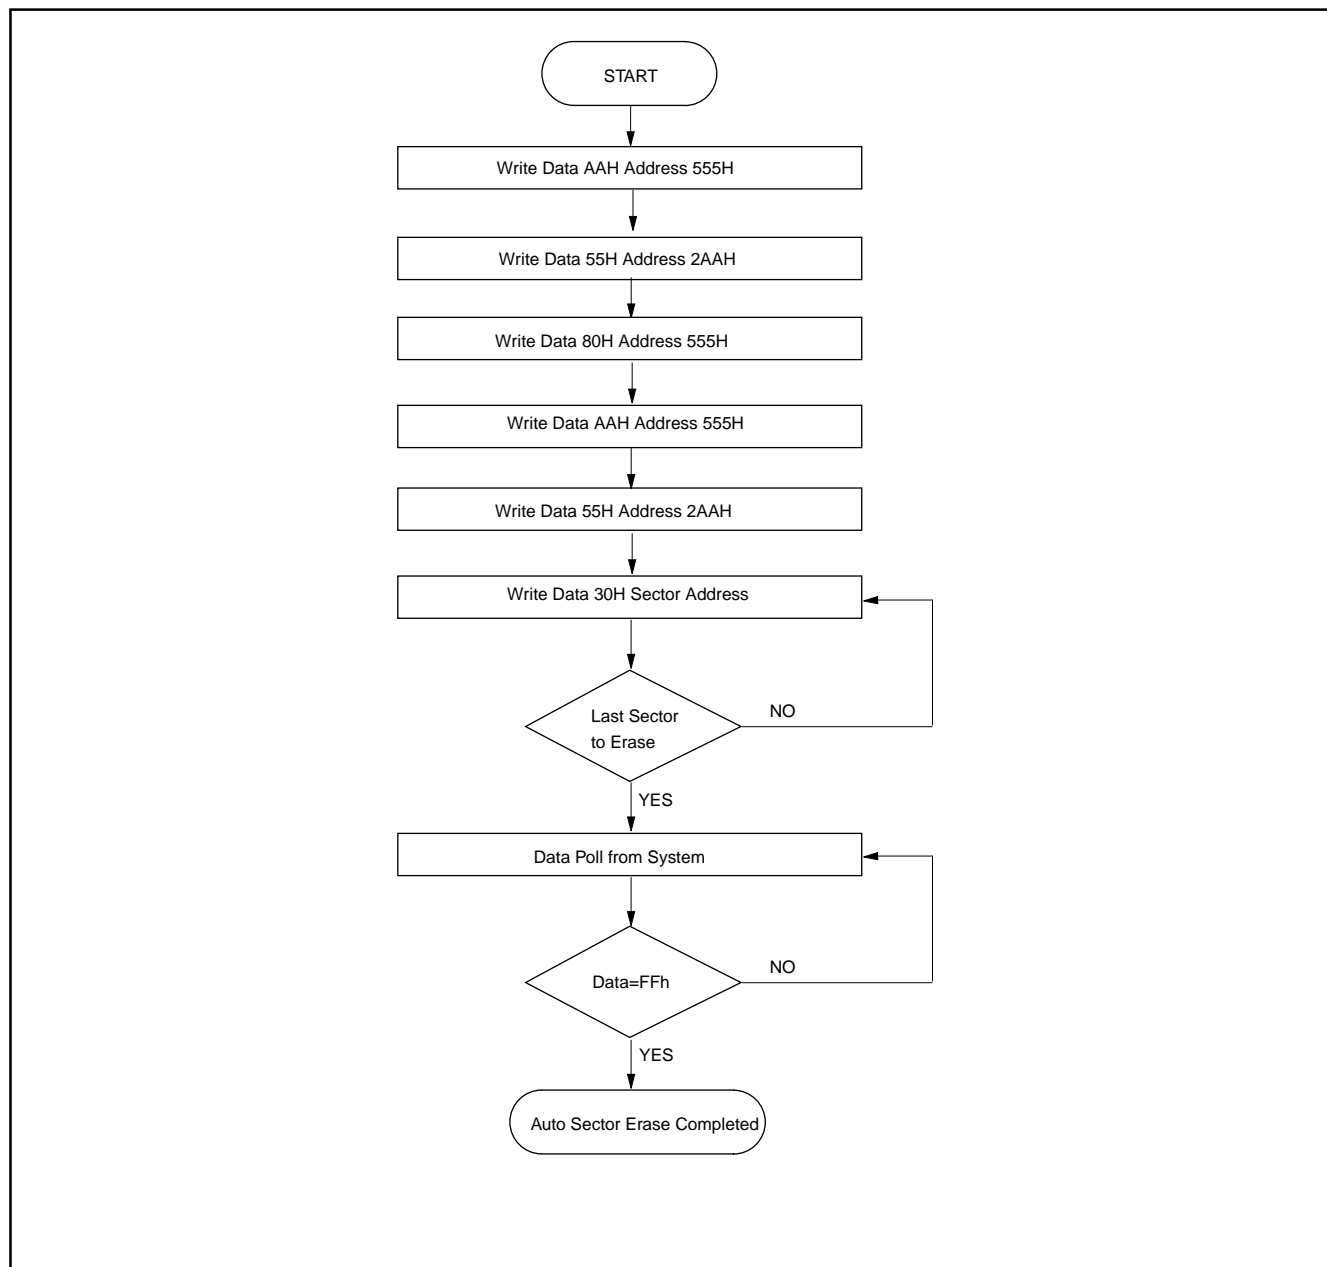 START
Write Data AAH Address 555H
Write Data 55H Address 2AAH
Write Data 80H Address 555H
Write Data AAH Address 555H
Write Data 55H Address 2AAH
Write Data 30H Sector Address
Last Sector
to Erase
NO
YES
Data Poll from System
Data=FFh
NO
YES
Auto Sector Erase Completed